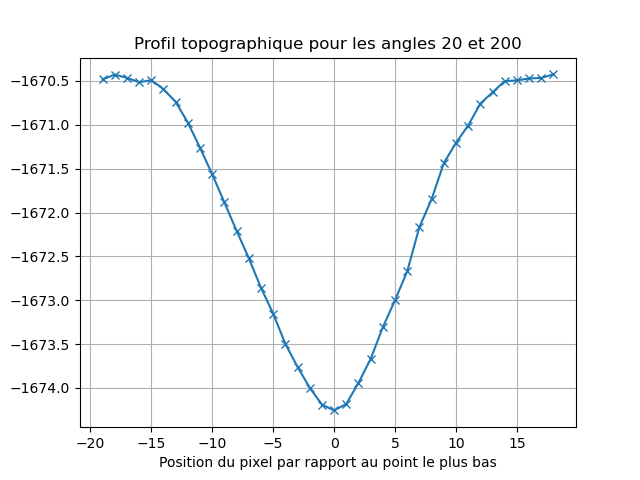 Profil topographique pour les angles 20 et 200
−1670.5
−1671.0
−1671.5
−1672.0
−1672.5
−1673.0
−1673.5
−1674.0
−20 −15 −10 −5 0 5 10 15
Position du pixel par rapport au point le plus bas